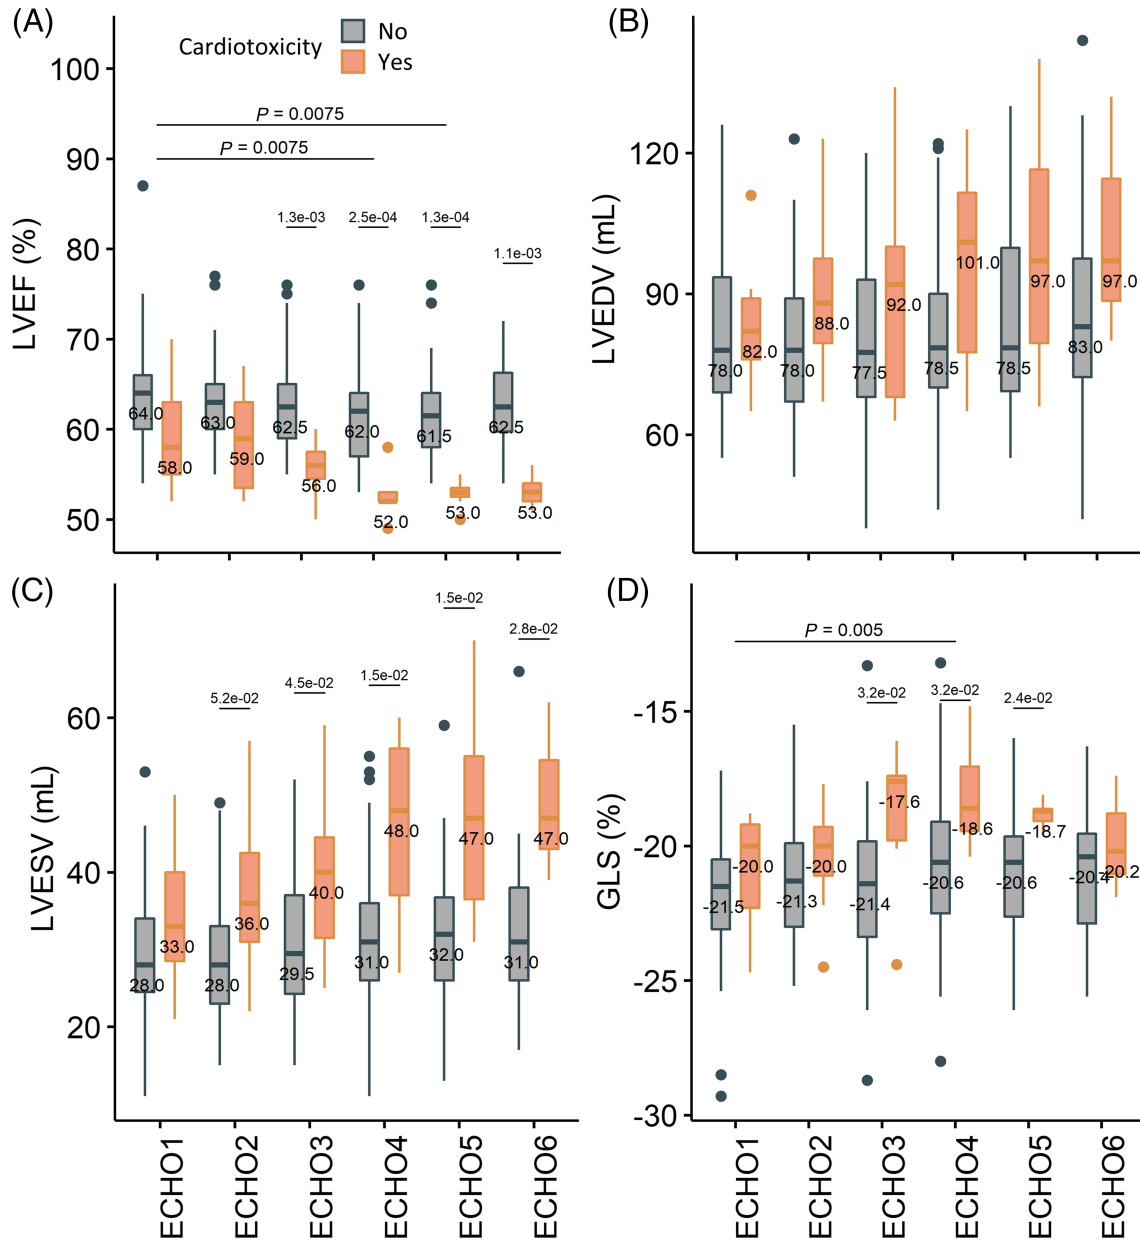 (A)
Cardiotoxicity
No
Yes
LVEF (%)
100
90
80
70
60
50
P = 0.0075
P = 0.0075
1.3e-03
2.5e-04
1.3e-04
1.1e-03
64.0
58.0
63.0
59.0
62.5
56.0
62.0
52.0
61.5
53.0
62.5
53.0
(B)
LVEDV (mL)
120
90
60
78.0
82.0
78.0
88.0
77.5
92.0
78.5
101.0
78.5
97.0
83.0
97.0
(C)
LVESV (mL)
60
40
20
5.2e-02
4.5e-02
1.5e-02
1.5e-02
2.8e-02
28.0
33.0
28.0
36.0
29.5
40.0
31.0
48.0
32.0
47.0
31.0
47.0
ECHO1
ECHO2
ECHO3
ECHO4
ECHO5
ECHO6
(D)
GLS (%)
-15
-20
-25
-30
P = 0.005
3.2e-02
3.2e-02
2.4e-02
-21.5
-20.0
-21.3
-20.0
-21.4
-17.6
-20.6
-18.6
-20.6
-18.7
-20.4
-20.2
ECHO1
ECHO2
ECHO3
ECHO4
ECHO5
ECHO6